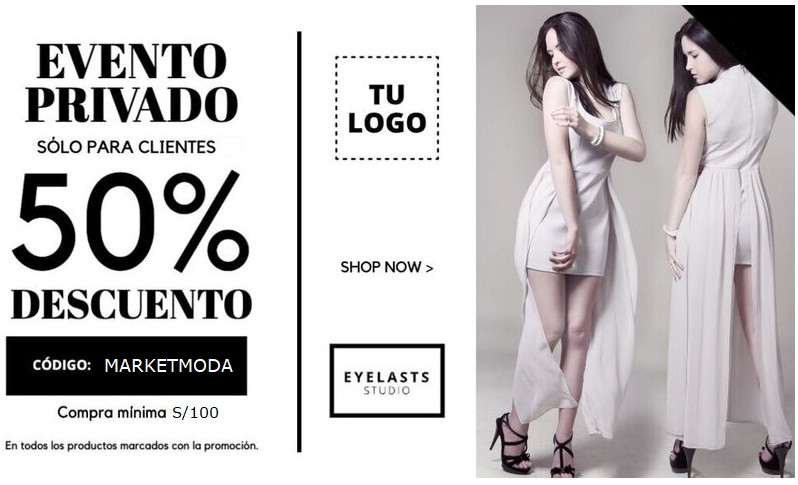 EVENTO
PRIVADO
SÓLO PARA CLIENTES
50%
DESCUENTO
CÓDIGO: MARKETMODA
Compra mínima S/100
En todos los productos marcados con la promoción.
TU
LOGO
SHOP NOW >
EYELASTS
STUDIO